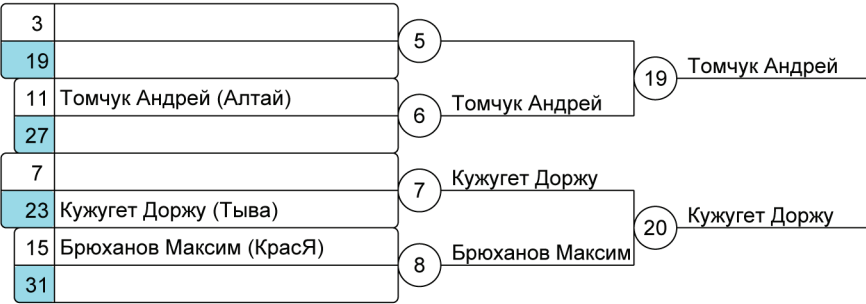 3
19
5
11 Томчук Андрей (Алтай)
27
6
Томчук Андрей
19
Томчук Андрей
7
23 Кужугет Доржу (Тыва)
7
Кужугет Доржу
15 Брюханов Максим (КрасЯ)
31
8
Брюханов Максим
20
Кужугет Доржу